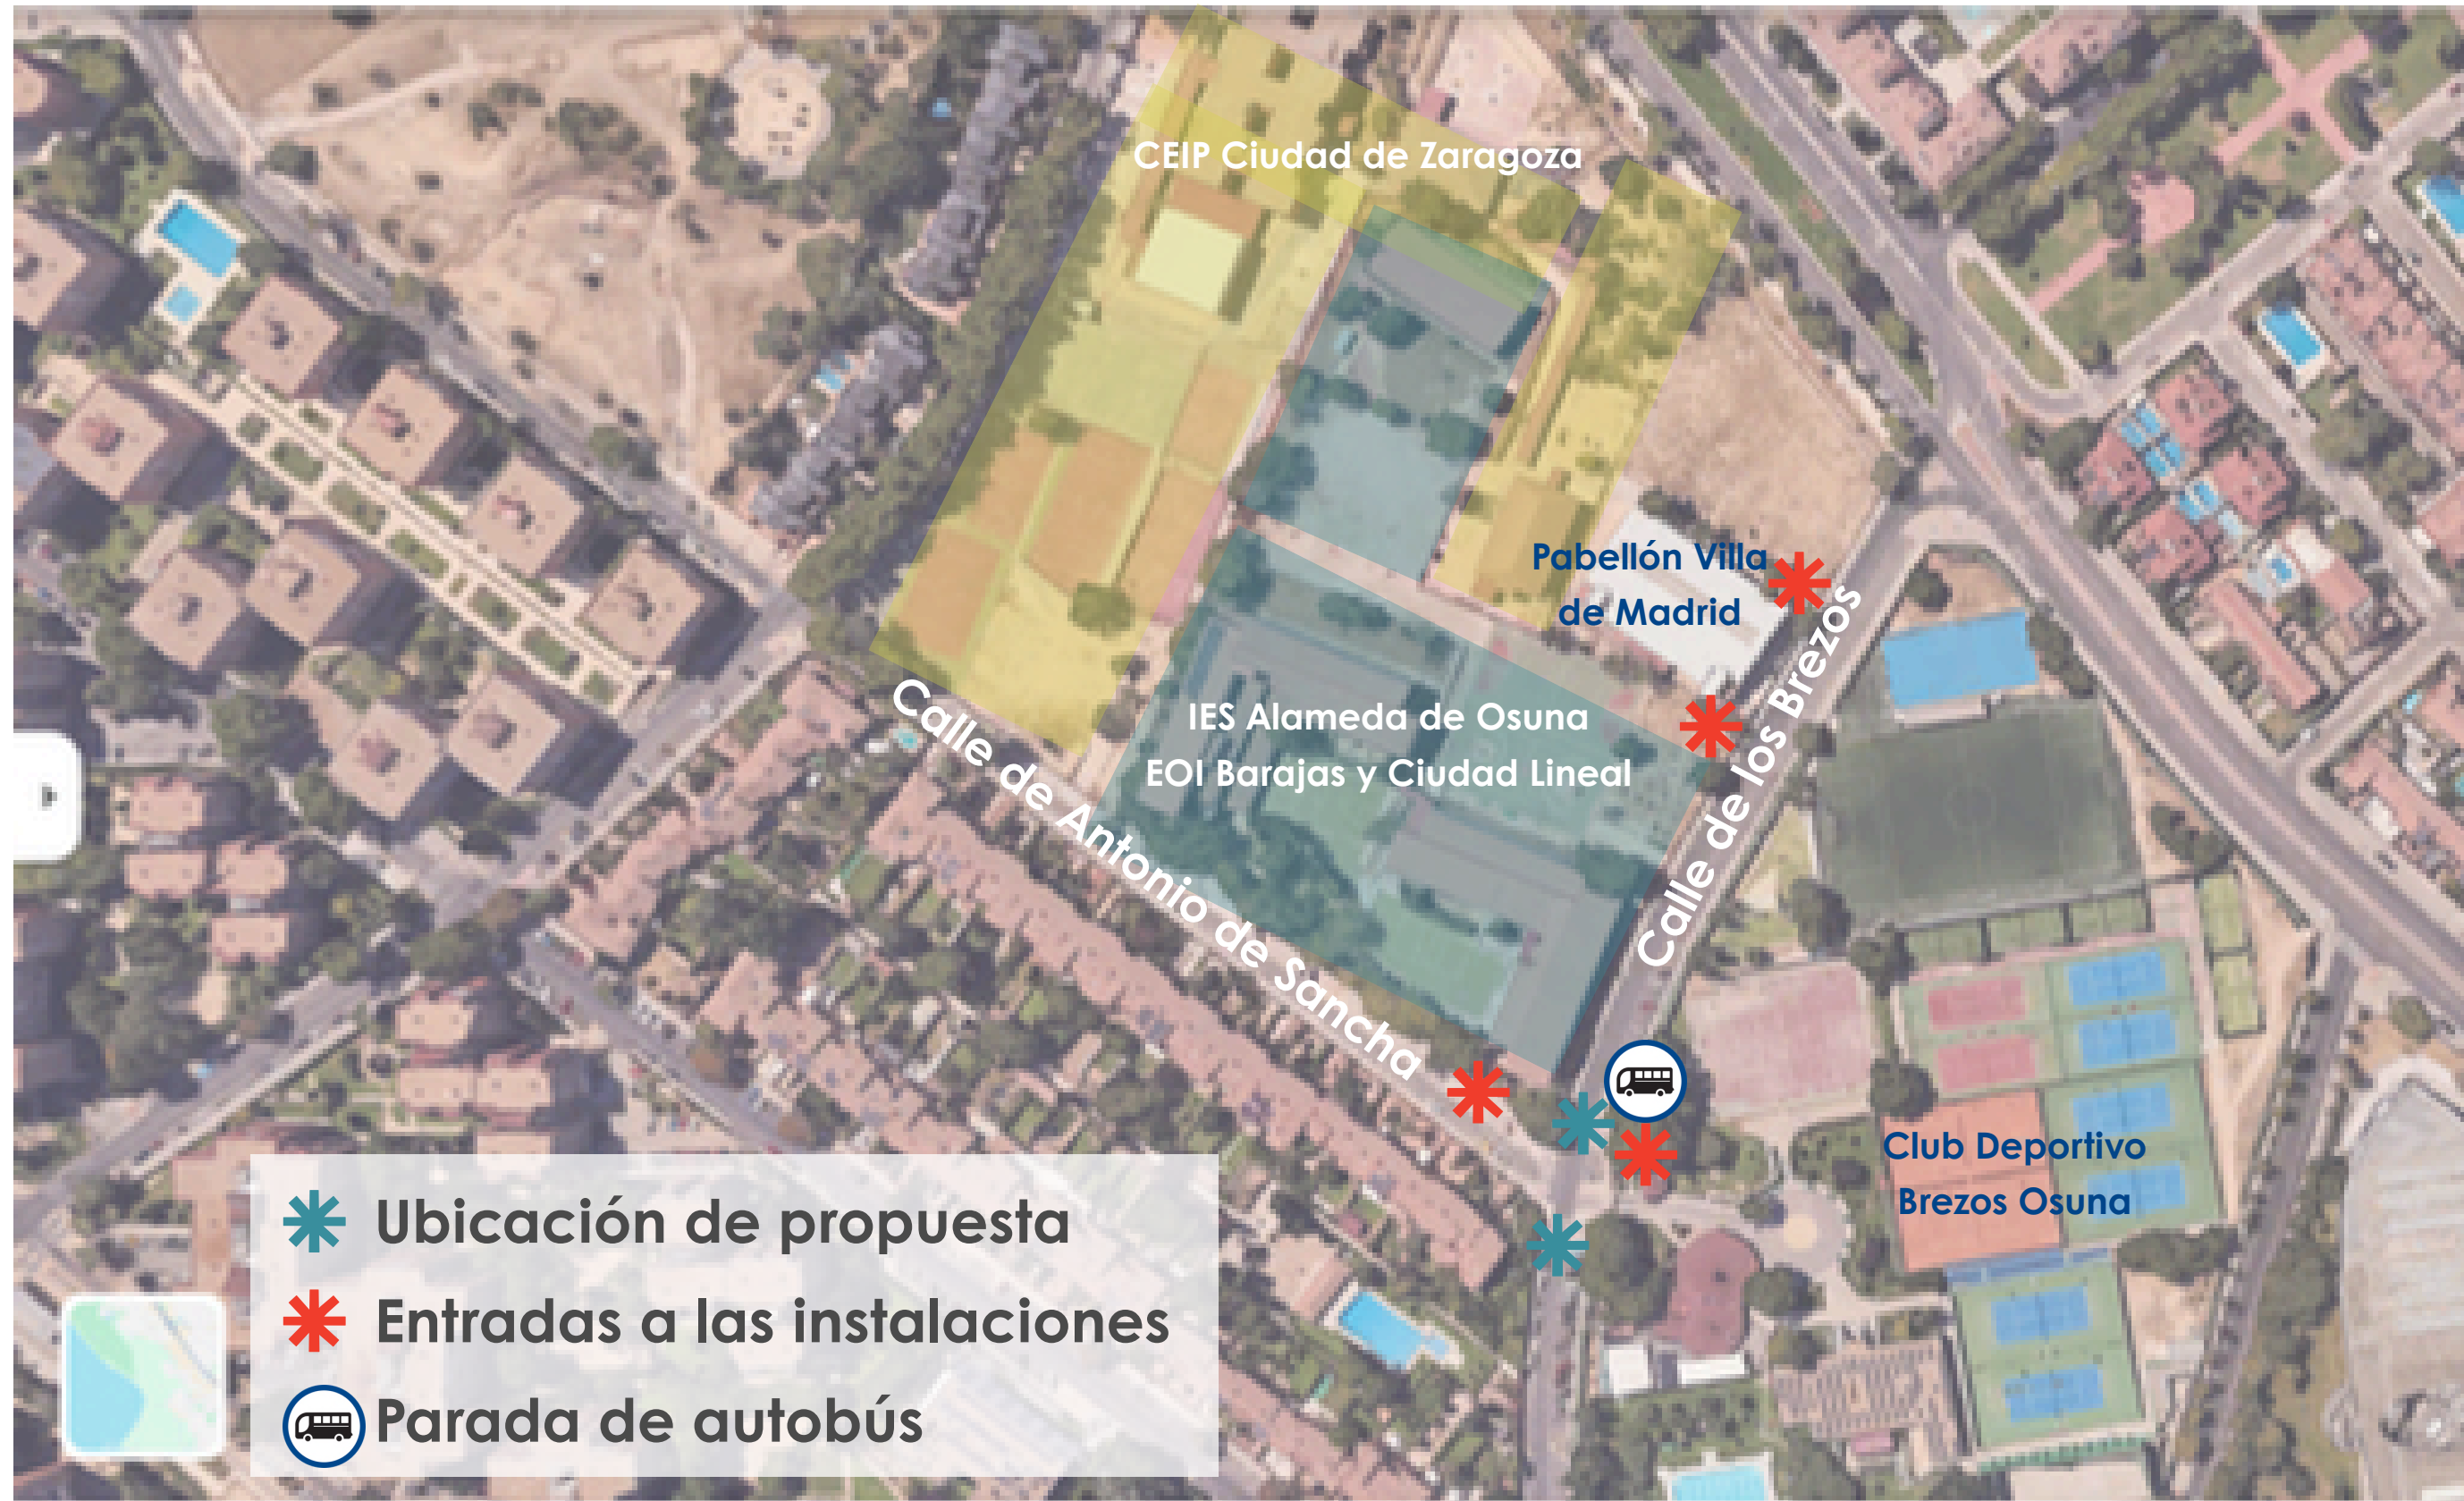 CEIP Ciudad de Zaragoza
Pabellón Villa
de Madrid
IES Alameda de Osuna
EOI Barajas y Ciudad Lineal
Calle de Antonio de Sancha
Calle de los Brezos
Club Deportivo
Brezos Osuna
Ubicación de propuesta
Entradas a las instalaciones
Parada de autobús